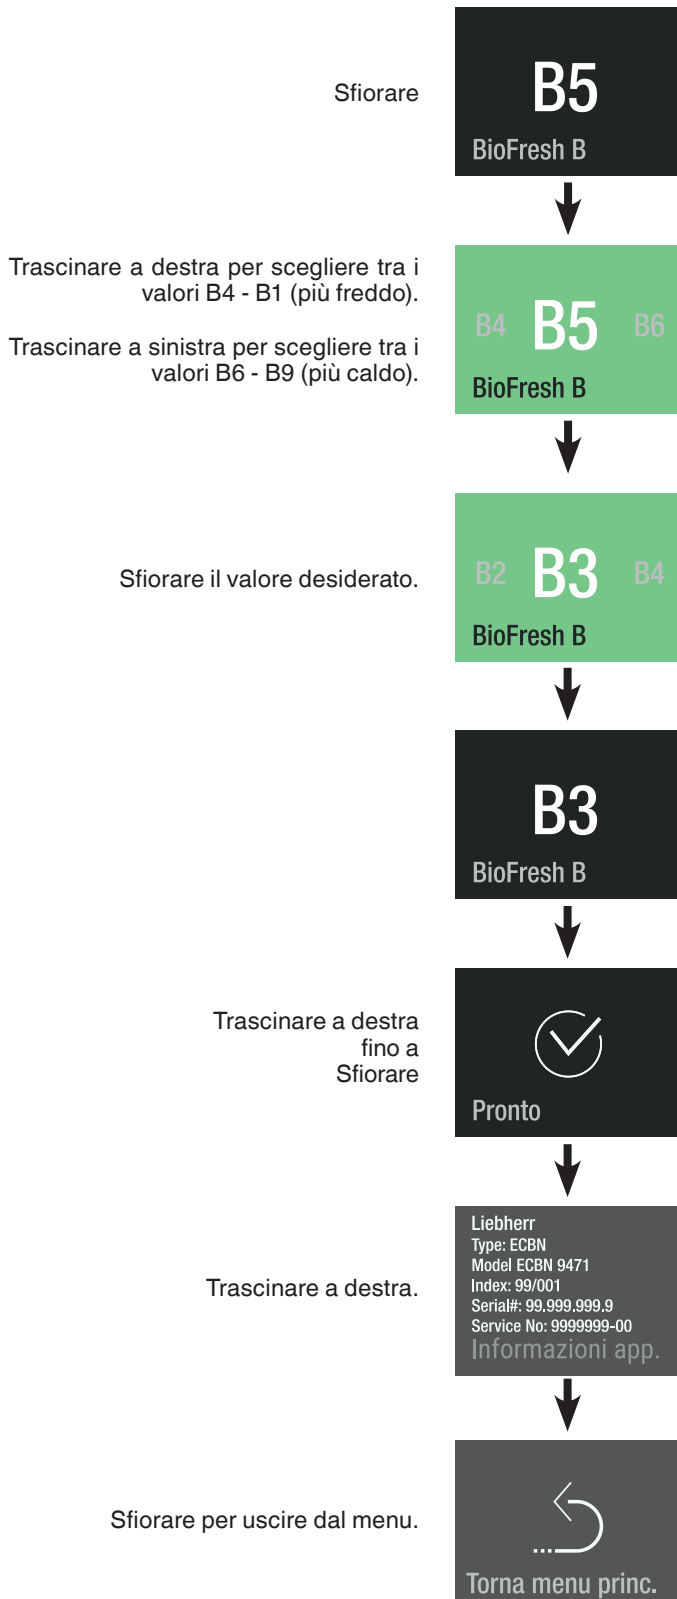 Sfiorare
B5
BioFresh B
Trascinare a destra per scegliere tra i
valori B4 - B1 (più freddo).
Trascinare a sinistra per scegliere tra i
valori B6 - B9 (più caldo).
B4 B5 B6
BioFresh B
Sfiorare il valore desiderato.
B2 B3 B4
BioFresh B
B3
BioFresh B
Trascinare a destra
fino a
Sfiorare
Pronto
Trascinare a destra.
Liebherr
Type: ECBN
Model ECBN 9471
Index: 99/001
Serial#: 99.999.999.9
Service No: 9999999-00
Informazioni app.
Sfiorare per uscire dal menu.
Torna menu princ.